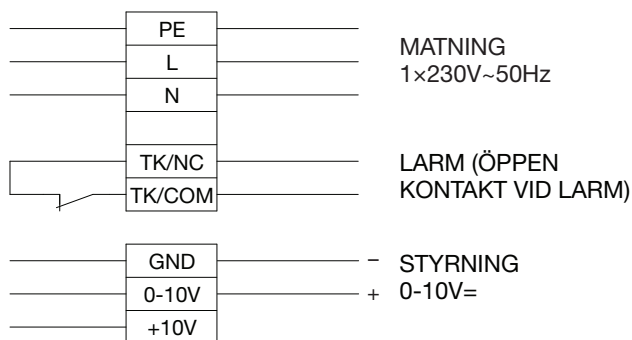 PE
L
N
MATNING
1×230V~50Hz
TK/NC
TK/COM
LARM (ÖPPEN
KONTAKT VID LARM)
GND
0-10V
+10V
−
+
STYRNING
0-10V=